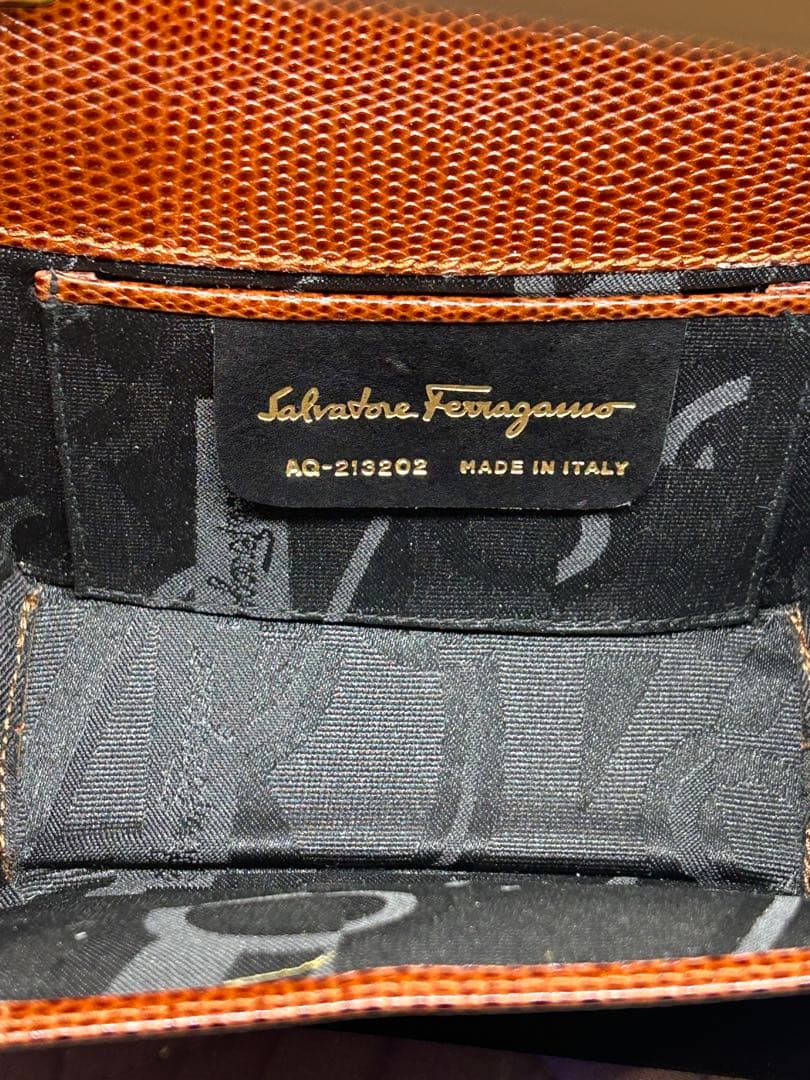 Salvatore Ferragamo
AQ-213202 MADE IN ITALY